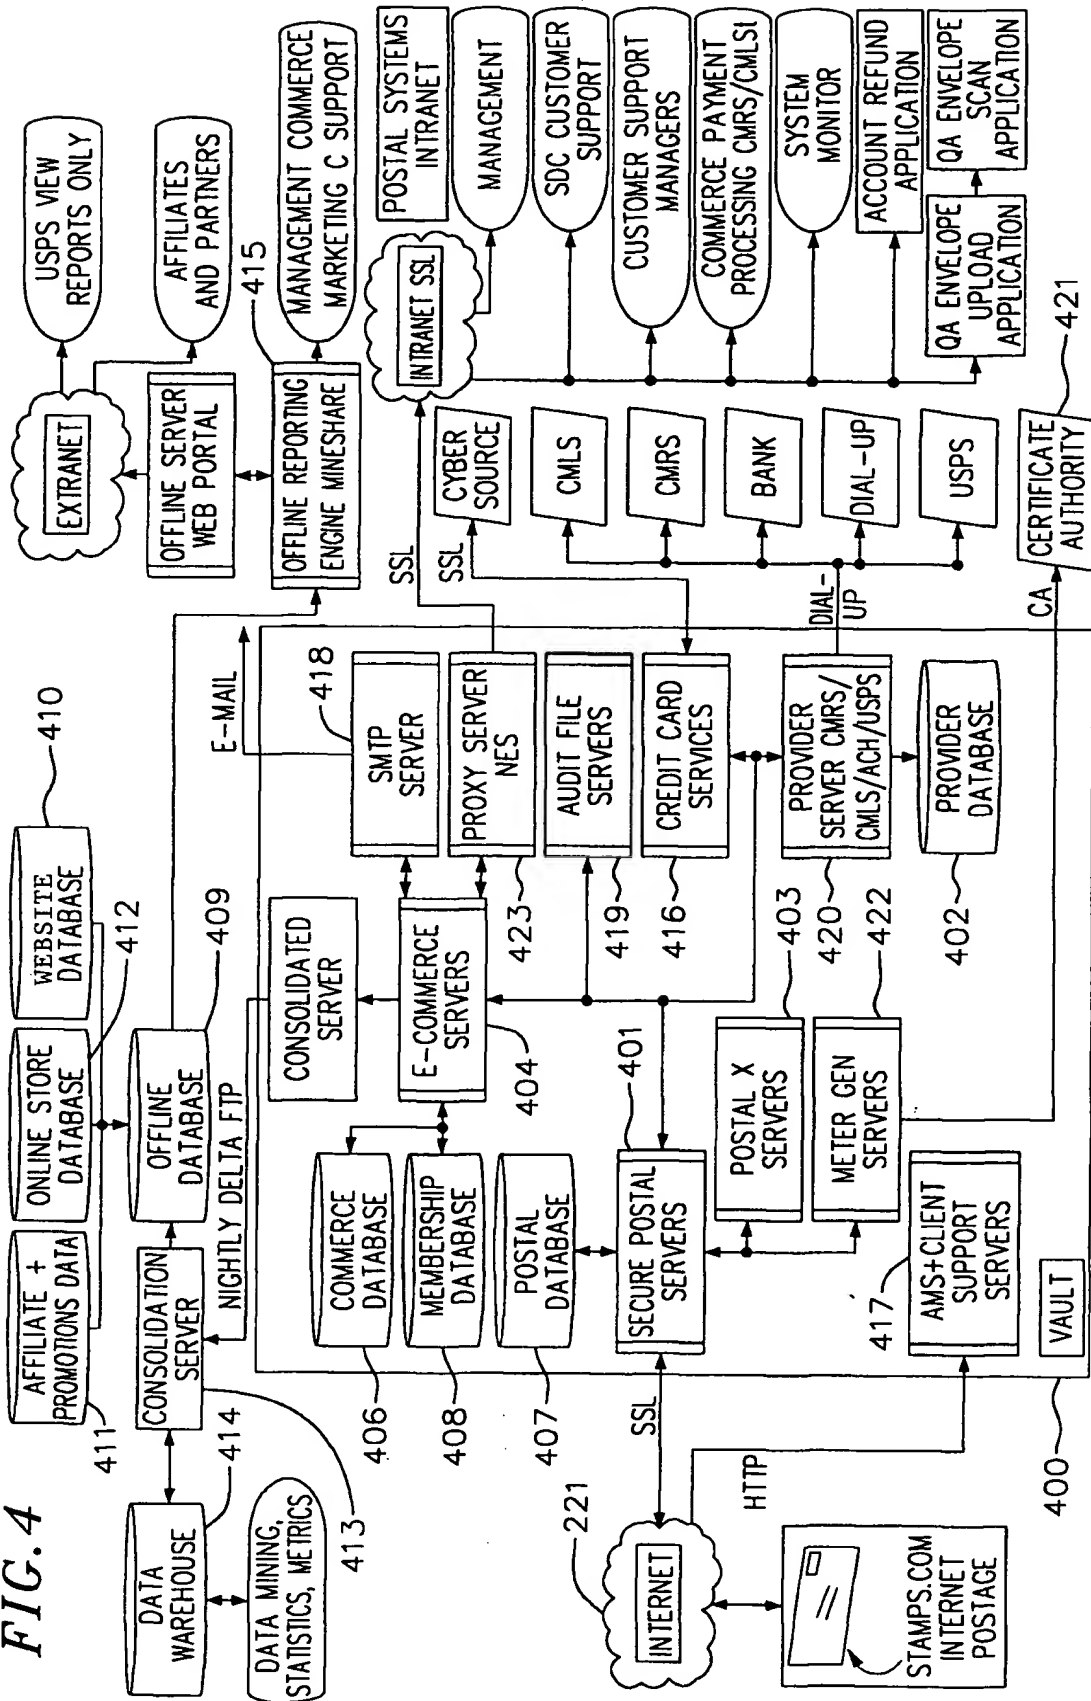 FIG.4
AFFILIATE +
PROMOTIONS DATA
411
ONLINE STORE
DATABASE
412
WEBSITE
DATABASE
410
DATA
WAREHOUSE
414
CONSOLIDATION
SERVER
413
OFFLINE
DATABASE
409
DATA MINING,
STATISTICS, METRICS
NIGHTLY DELTA FTP
E-MAIL
EXTRANET
USPS VIEW
REPORTS ONLY
AFFILIATES
AND PARTNERS
OFFLINE SERVER
WEB PORTAL
415
OFFLINE REPORTING
ENGINE MINESHARE
MANAGEMENT COMMERCE
MARKETING C SUPPORT
CONSOLIDATED
SERVER
SMTP
SERVER
418
COMMERCE
DATABASE
406
MEMBERSHIP
DATABASE
408
E-COMMERCE
SERVERS
404
PROXY SERVER
NES
423
SSL
INTRANET SSL
POSTAL SYSTEMS
INTRANET
MANAGEMENT
SDC CUSTOMER
SUPPORT
CUSTOMER SUPPORT
MANAGERS
COMMERCE PAYMENT
PROCESSING CMRS/CMLSI
SYSTEM
MONITOR
ACCOUNT REFUND
APPLICATION
QA ENVELOPE
UPLOAD
APPLICATION
QA ENVELOPE
SCAN
APPLICATION
POSTAL
DATABASE
407
AUDIT FILE
SERVERS
419
SSL
CYBER
SOURCE
CMLS
CMRS
BANK
DIAL-UP
USPS
221
INTERNET
SSL
SECURE POSTAL
SERVERS
401
CREDIT CARD
SERVICES
416
POSTAL X
SERVERS
403
PROVIDER
SERVER CMRS/
CMLS/ACH/USPS
420
DIAL-
UP
METER GEN
SERVERS
422
PROVIDER
DATABASE
402
HTTP
417
AMS+CLIENT
SUPPORT
SERVERS
CA
CERTIFICATE
AUTHORITY
421
STAMPS.COM
INTERNET
POSTAGE
400
VAULT